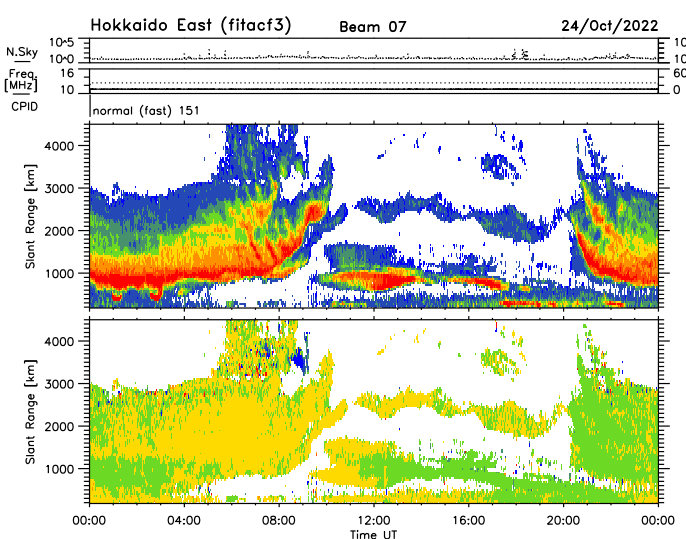 Hokkaido East (fitacf3) Beam 07 24/Oct/2022
N.Sky 10^5 10^0 10 10
Freq. [MHz] 16 10 60 0
CPID normal (fast) 151
Slant Range [km] 4000 3000 2000 1000
Slant Range [km] 4000 3000 2000 1000
00:00 04:00 08:00 12:00 16:00 20:00 00:00
Time UT